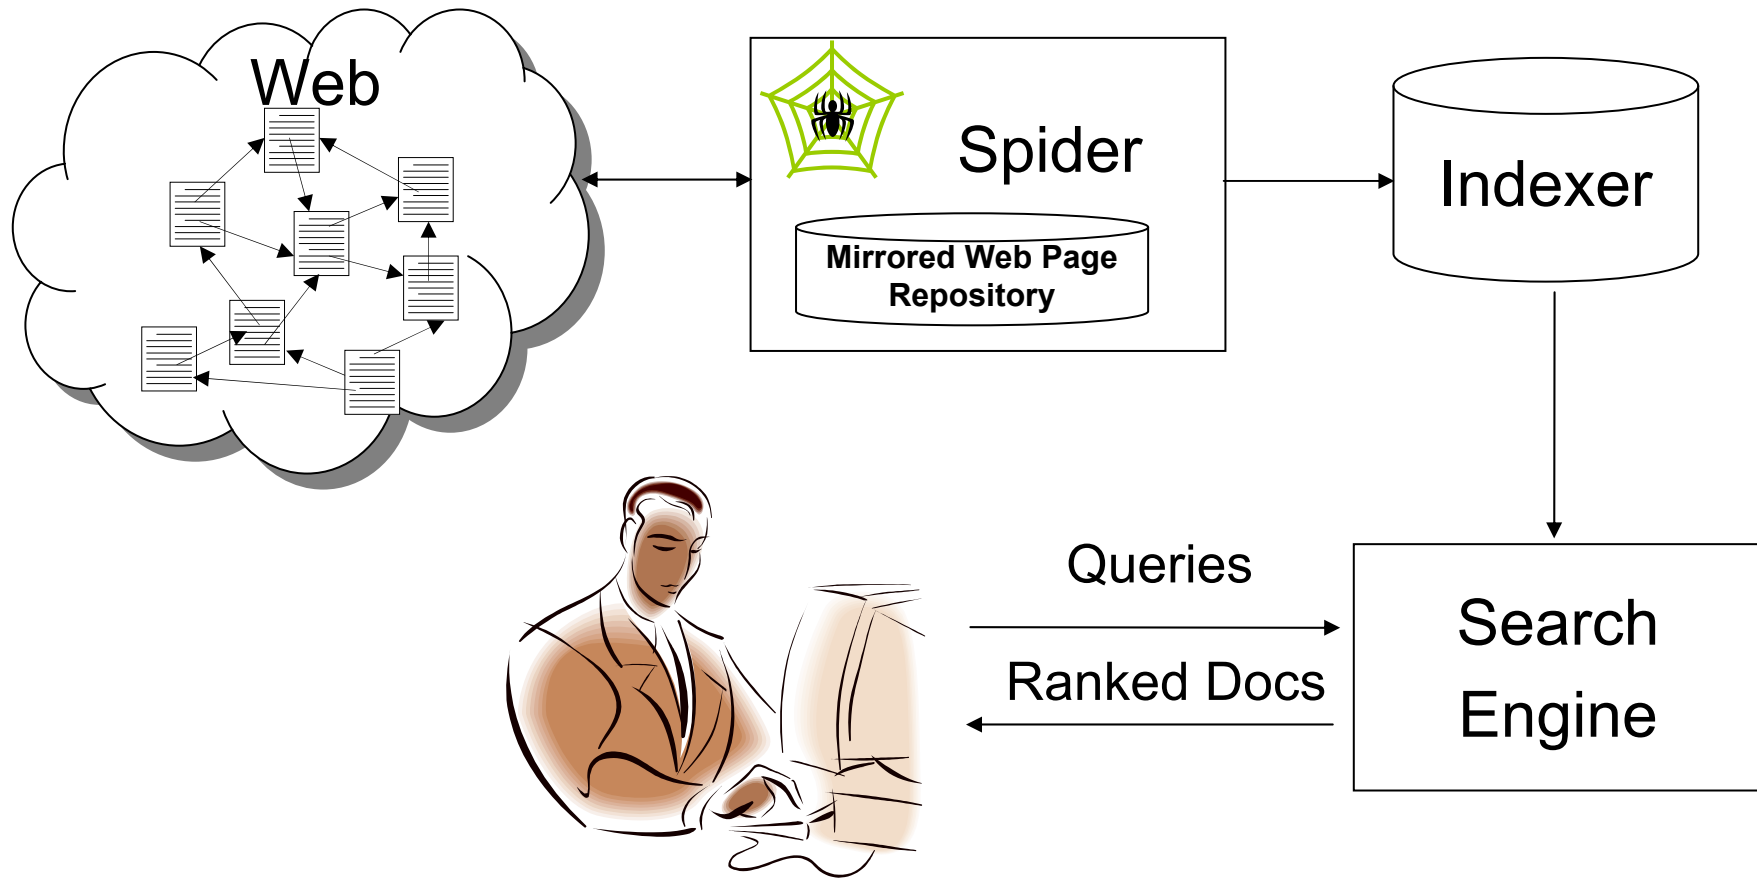 Web
Spider
Mirrored Web Page
Repository
Indexer
Queries
Ranked Docs
Search
Engine